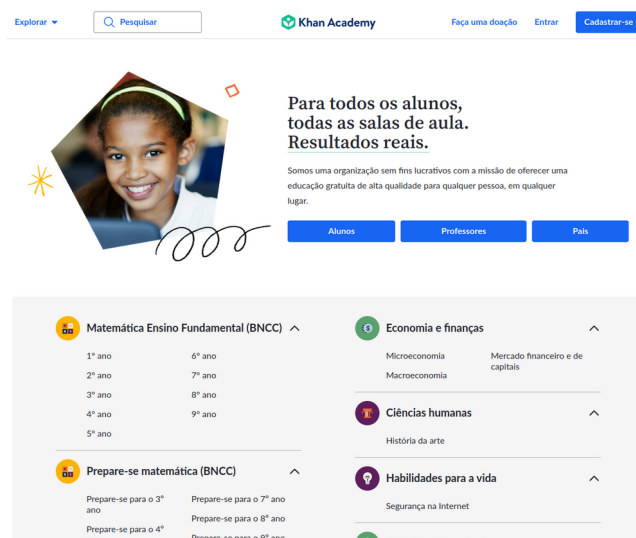 Explorar
Pesquisar
Khan Academy
Faça uma doação
Entrar
Cadastrar-se
Para todos os alunos,
todas as salas de aula.
Resultados reais.
Somos uma organização sem fins lucrativos com a missão de oferecer uma
educação gratuita de alta qualidade para qualquer pessoa, em qualquer
lugar.
Alunos
Professores
Pais
Matemática Ensino Fundamental (BNCC)
1º ano
2º ano
3º ano
4º ano
5º ano
6º ano
7º ano
8º ano
9º ano
Prepare-se matemática (BNCC)
Prepare-se para o 3º
ano
Prepare-se para o 4º
Prepare-se para o 7º ano
Prepare-se para o 8º ano
Prepare-se para o 9º ano
Economia e finanças
Microeconomia
Macroeconomia
Mercado financeiro e de
capitais
Ciências humanas
História da arte
Habilidades para a vida
Segurança na Internet